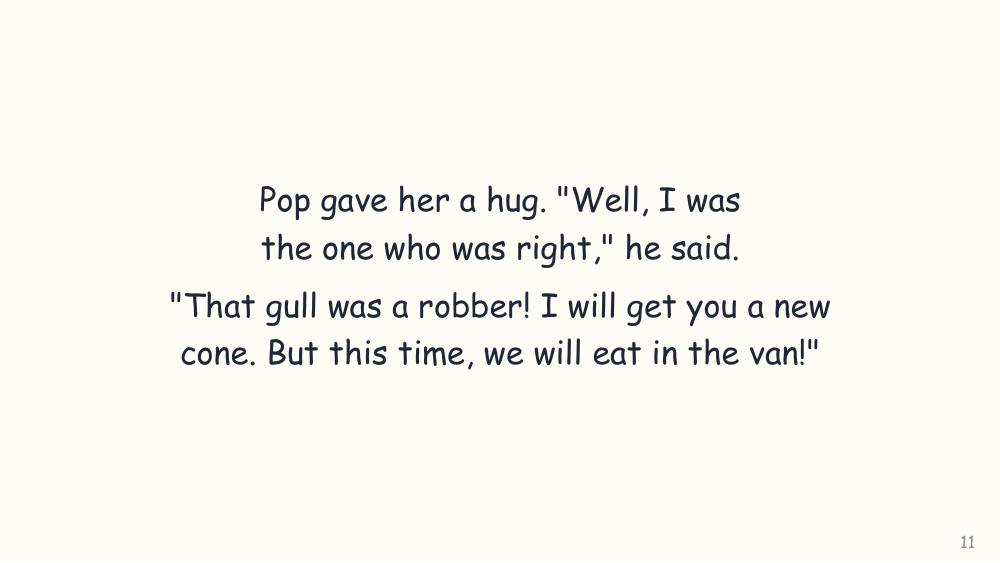 Pop gave her a hug. "Well, I was
the one who was right," he said.
"That gull was a robber! I will get you a new
cone. But this time, we will eat in the van!"
11